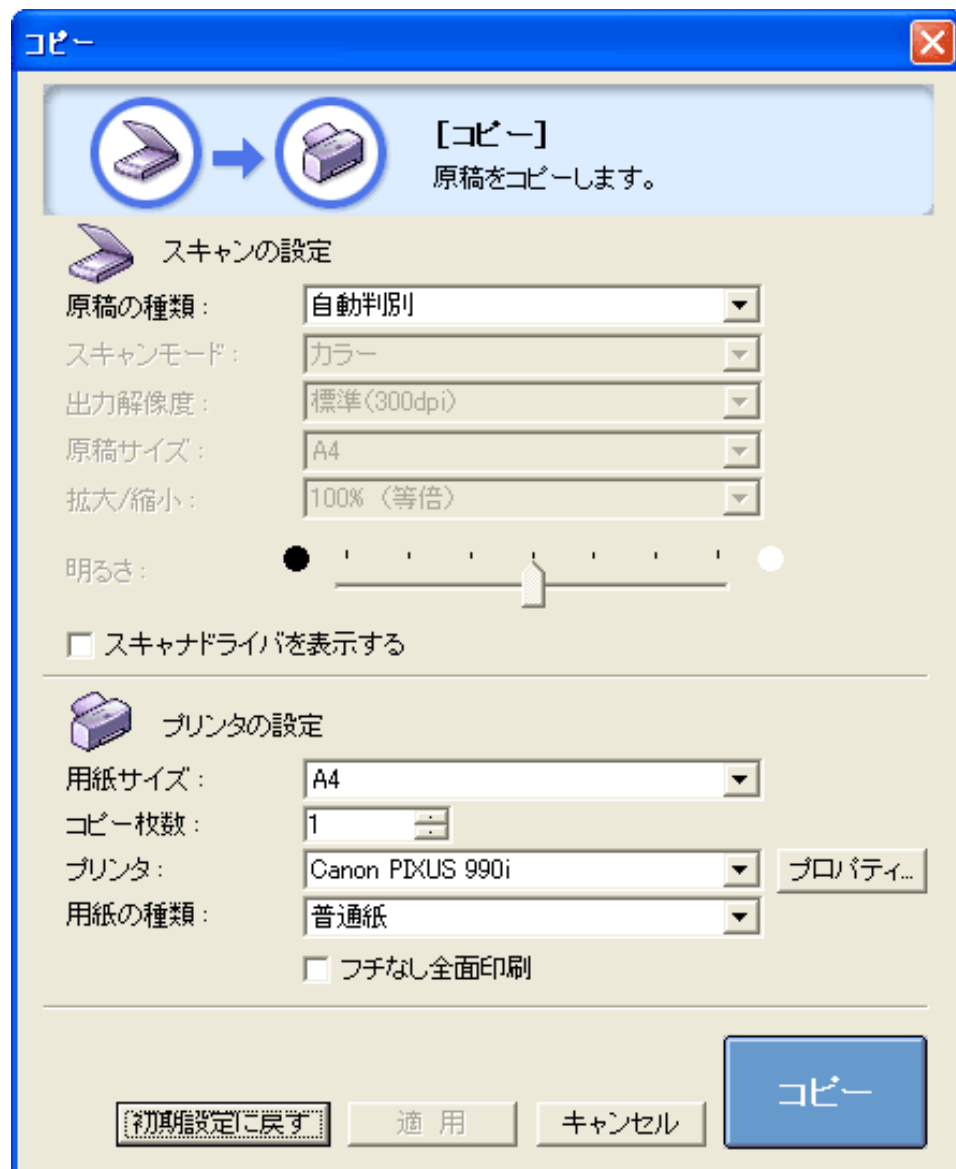 コピー
[コピー]
原稿をコピーします。
スキャンの設定
原稿の種類： 自動判別
スキャンモード： カラー
出力解像度： 標準(300dpi)
原稿サイズ： A4
拡大/縮小： 100% （等倍）
明るさ：
スキャナドライバを表示する
プリンタの設定
用紙サイズ： A4
コピー枚数： 1
プリンタ： Canon PIXUS 990i プロパティ...
用紙の種類： 普通紙
フチなし全面印刷
コピー
初期設定に戻す 適 用 キャンセル